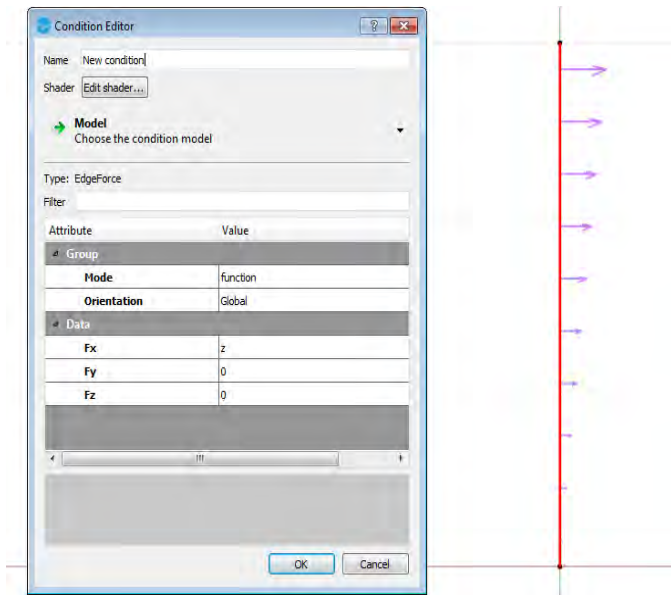 Condition Editor
Name New condition
Shader Edit shader...
Model
Choose the condition model
Type: EdgeForce
Filter
Attribute Value
Group
Mode function
Orientation Global
Data
Fx z
Fy 0
Fz 0
OK Cancel